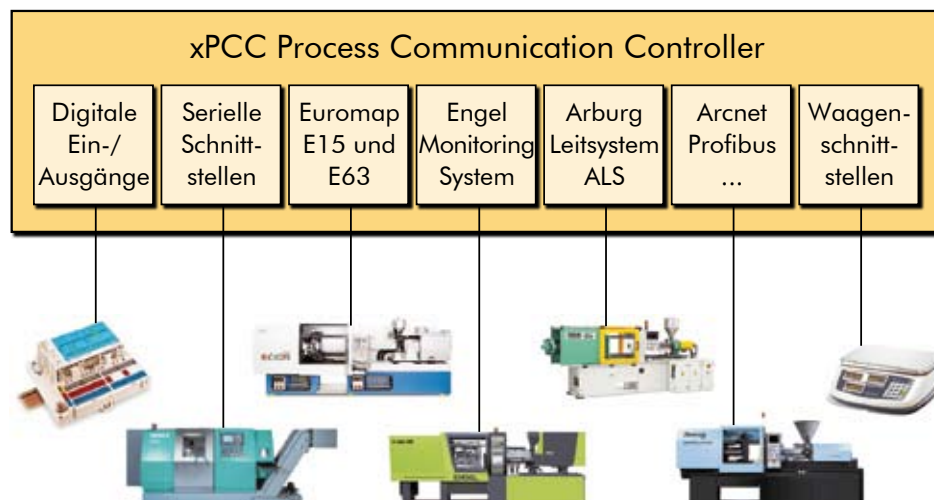 xPCC Process Communication Controller
Digitale
Ein-/
Ausgänge
Serielle
Schnitt-
stellen
Euromap
E15 und
E63
Engel
Monitoring
System
Arburg
Leitsystem
ALS
Arcnet
Profibus
...
Waagen-
schnitt-
stellen